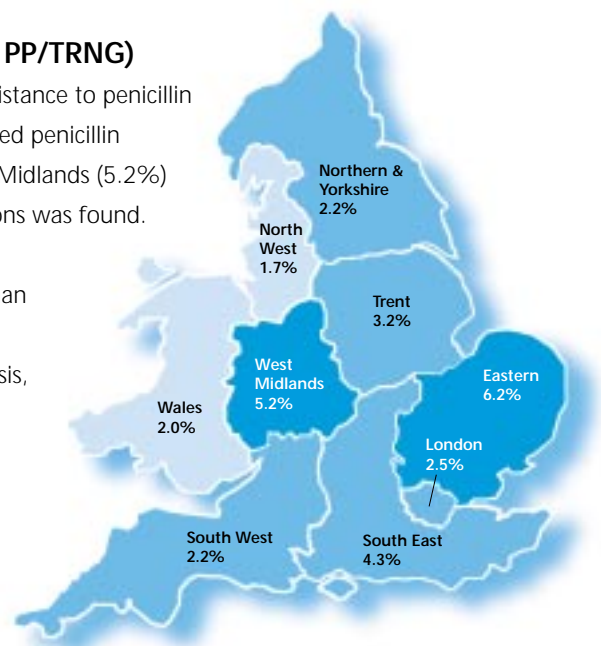 PP/TRNG)
istance to penicillin
ed penicillin
Midlands (5.2%)
ons was found.
an
sis,
Northern &
Yorkshire
2.2%
North
West
1.7%
Trent
3.2%
West
Midlands
5.2%
Eastern
6.2%
Wales
2.0%
London
2.5%
South West
2.2%
South East
4.3%